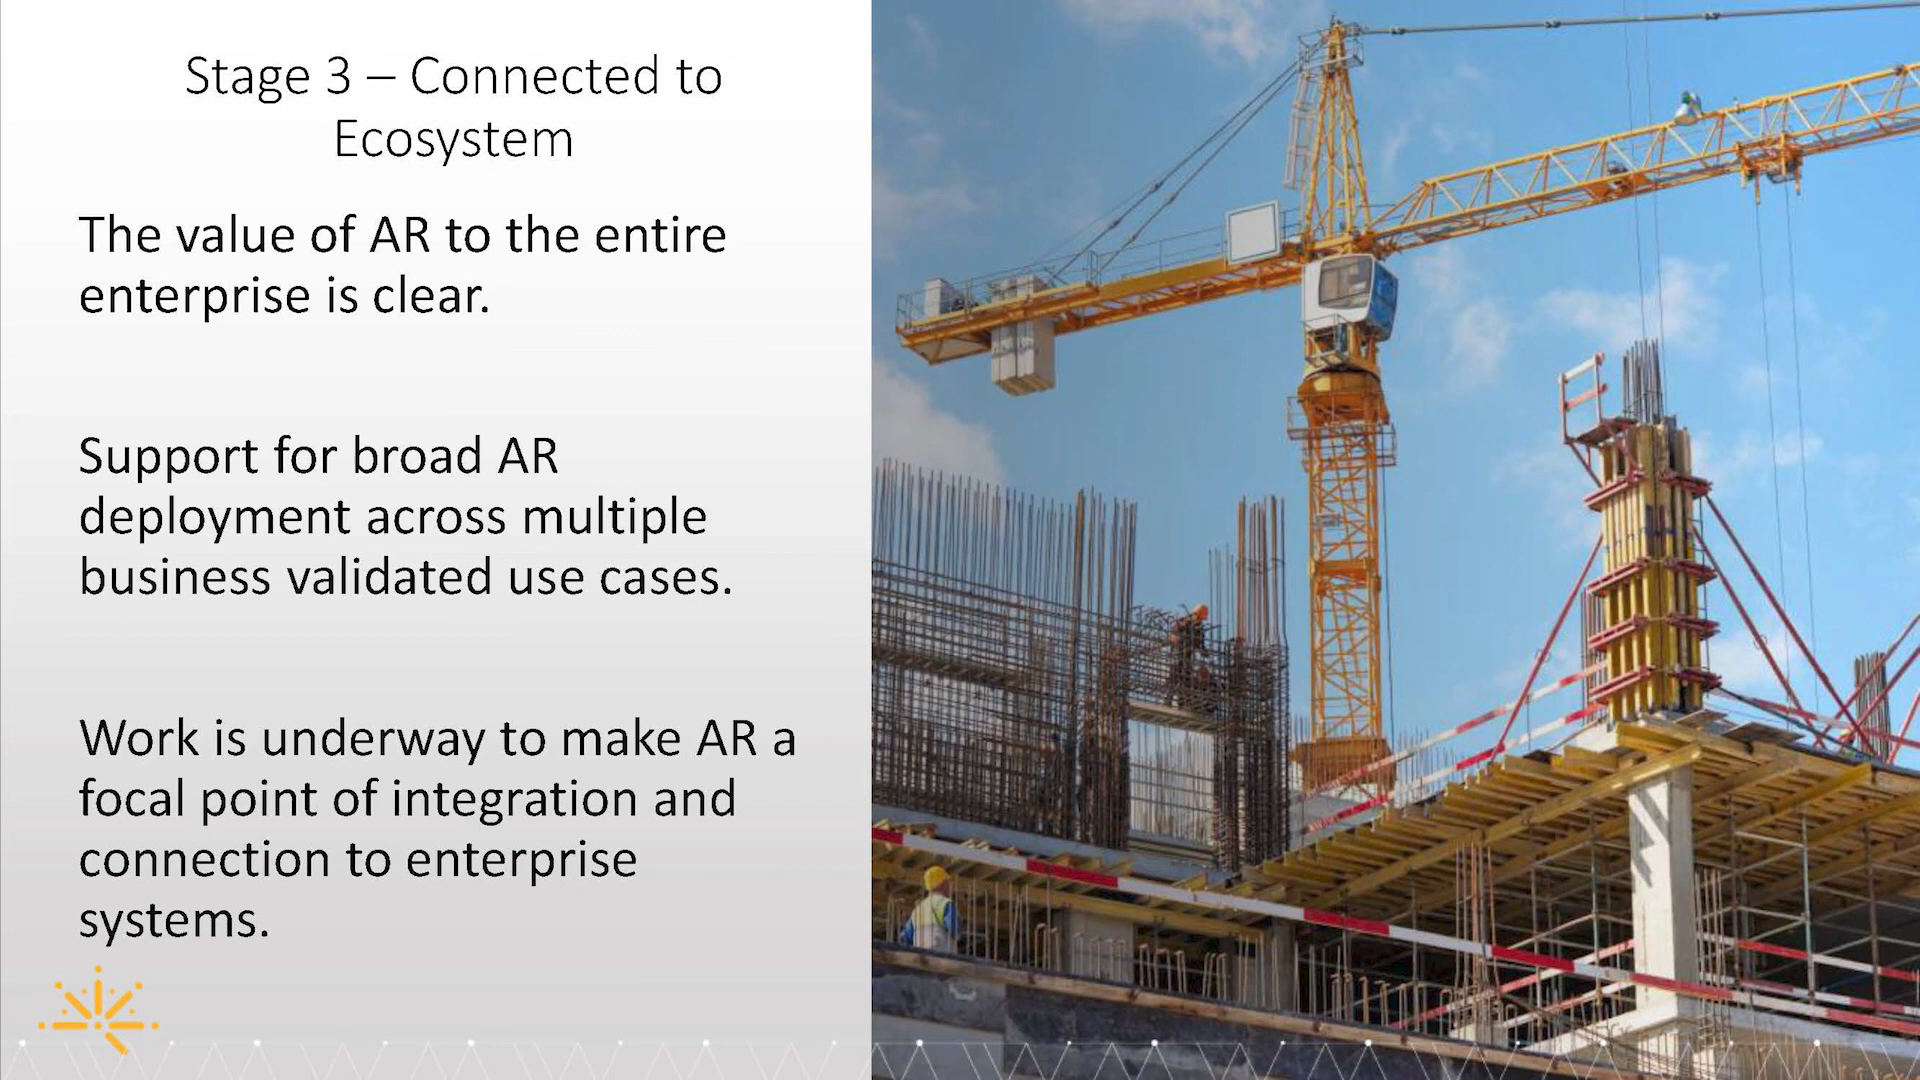 Stage 3 – Connected to
Ecosystem
The value of AR to the entire
enterprise is clear.
Support for broad AR
deployment across multiple
business validated use cases.
Work is underway to make AR a
focal point of integration and
connection to enterprise
systems.